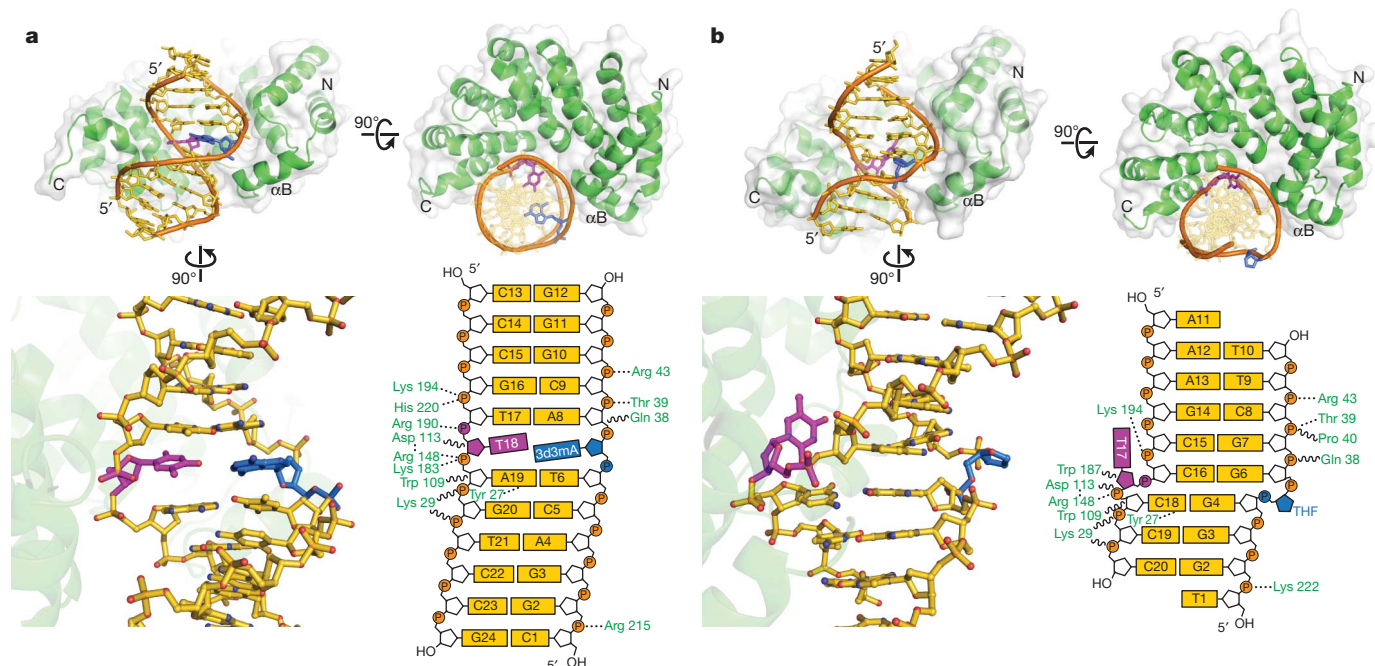 a
5′
N
C
αB
5′
90°
N
C
αB
90°
HO 5′ OH
C13 G12
P P
C14 G11
P P
C15 G10
P P Arg 43
Lys 194 G16 C9
P P Thr 39
His 220 T17 A8 Gln 38
Arg 190 P P
Asp 113 T18 3d3mA
Arg 148 P P
Lys 183
Trp 109 A19 T6
Tyr 27
Lys 29 P P
G20 C5
P P
T21 A4
P P
C22 G3
P P
C23 G2
P P Arg 215
G24 C1
HO 5′ OH
b
5′
N
C
αB
5′
90°
N
C
αB
90°
HO 5′
A11
P OH
A12 T10
P P
A13 T9
P P Arg 43
G14 C8 Thr 39
Lys 194 P P Pro 40
T17 C15 G7
P P Gln 38
Trp 187 C16 G6
Asp 113 P P P
Arg 148 C18 G4 THF
Trp 109 P Tyr 27 P
Lys 29 C19 G3
P P
C20 G2
HO P Lys 222
T1
5′ OH